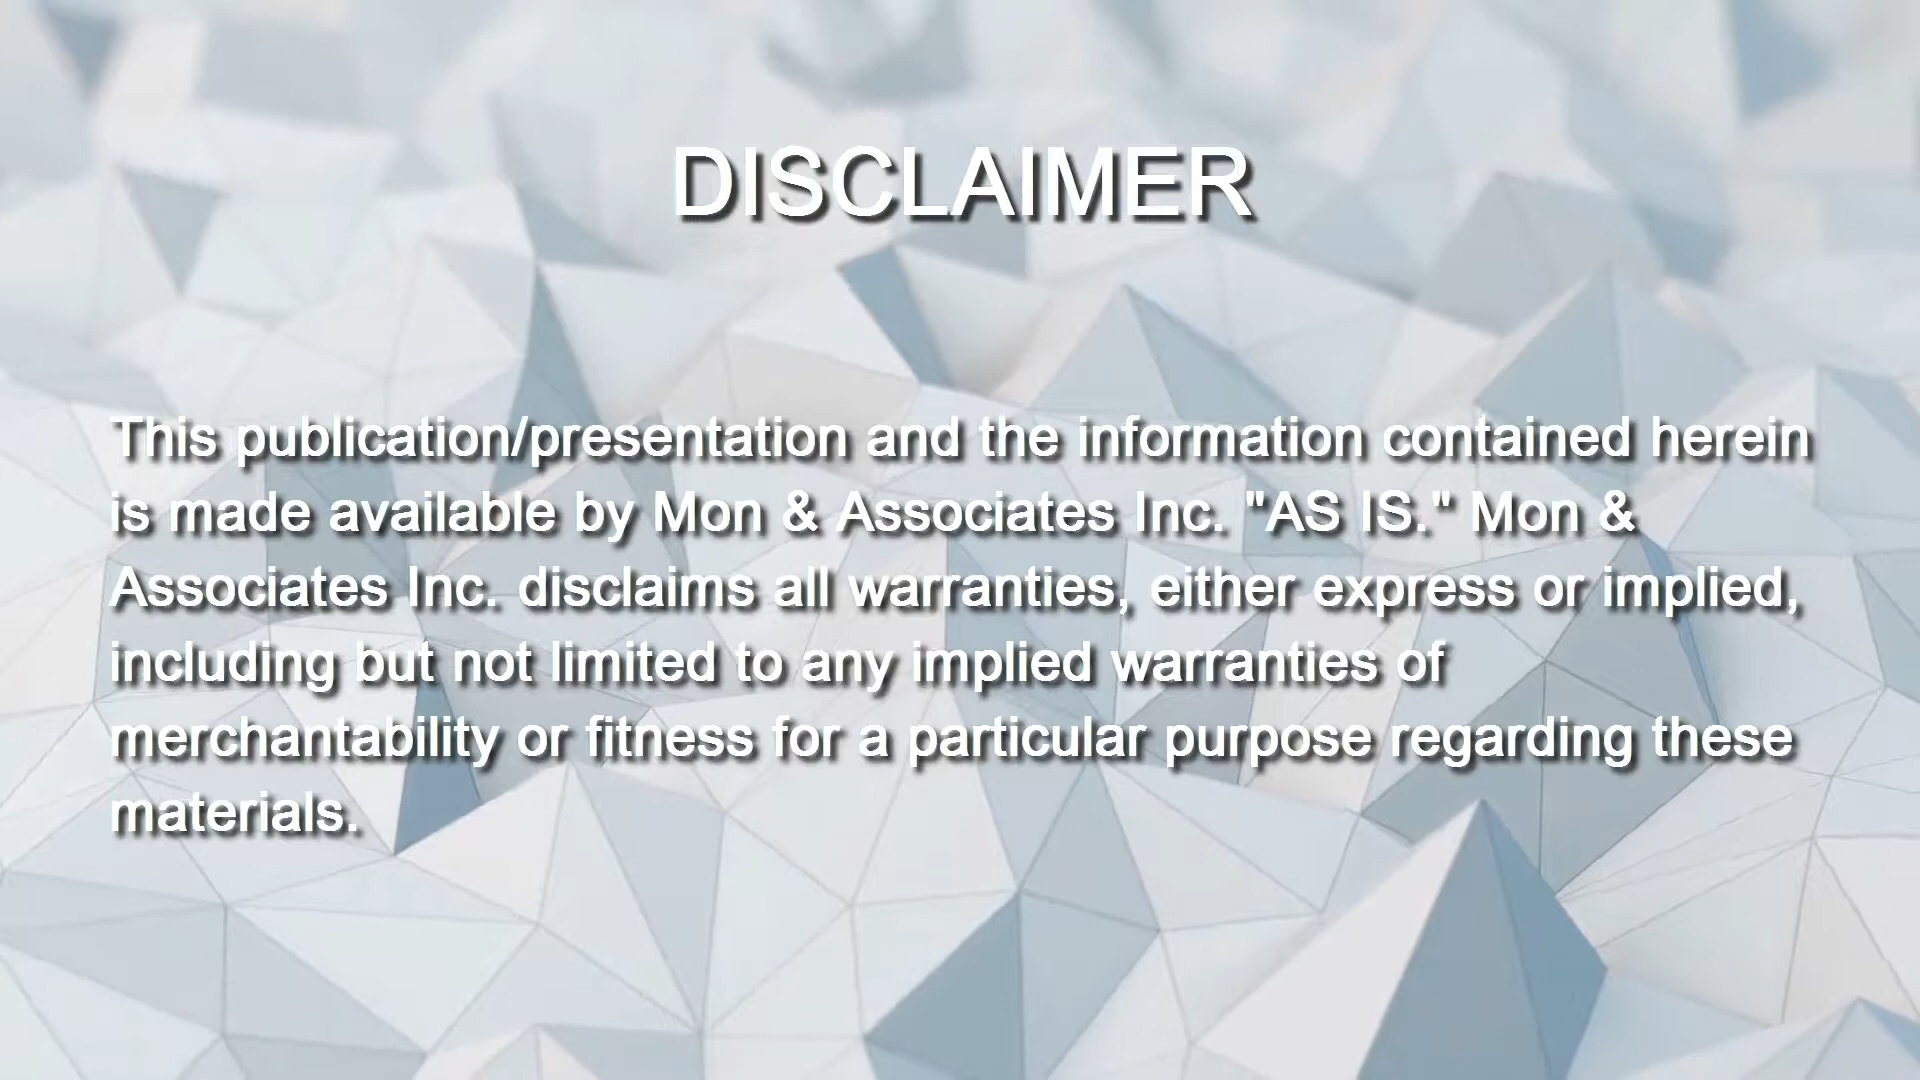 DISCLAIMER
This publication/presentation and the information contained herein
is made available by Mon & Associates Inc. "AS IS." Mon &
Associates Inc. disclaims all warranties, either express or implied,
including but not limited to any implied warranties of
merchantability or fitness for a particular purpose regarding these
materials.